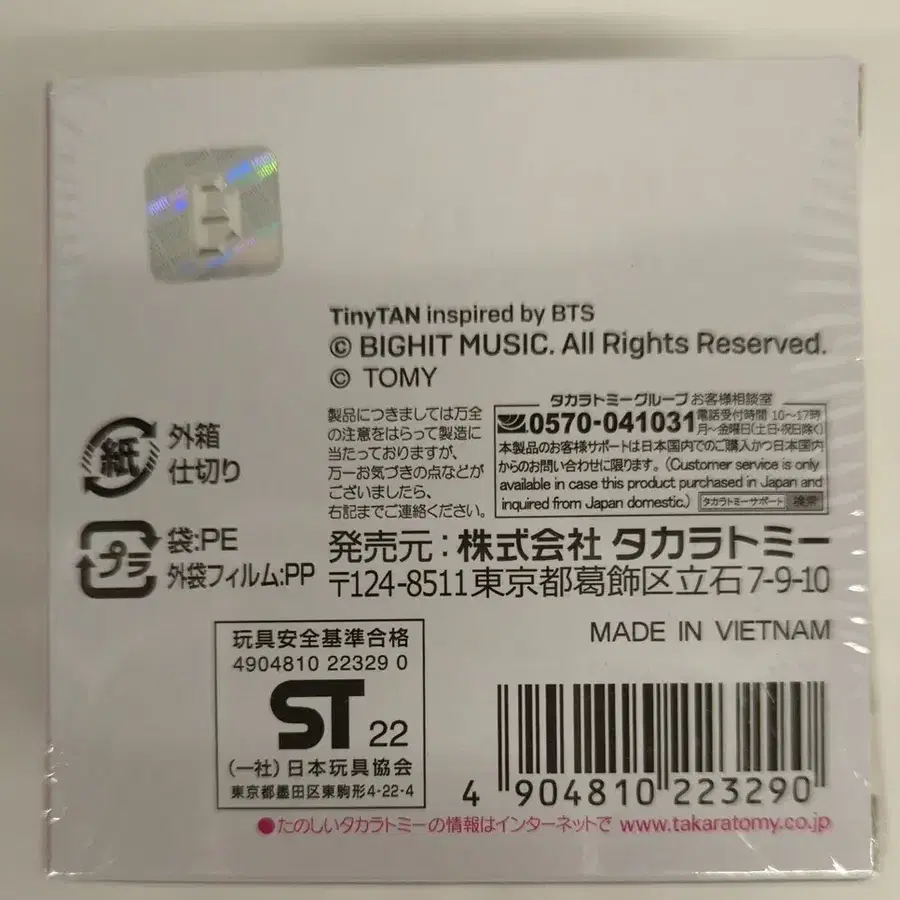 TinyTAN inspired by BTS
© BIGHIT MUSIC. All Rights Reserved.
© TOMY
製品につきましては万全
の注意をはらって製造に
当たっておりますが、
万一お気づきの点などが
ございましたら、
右記までご連絡ください。
タカラトミーグループ お客様相談室
0570-041031 電話受付時間 10〜17時
月〜金曜日(土日・祝日除く)
本製品のお客様サポートは日本国内でのご購入かつ日本国内
からのお問い合わせに限ります。(Customer service is only
available in case this product purchased in Japan and
inquired from Japan domestic.) タカラトミーサポート 検索
紙 外箱
仕切り
プラ 袋:PE
外袋フィルム:PP
発売元:株式会社 タカラトミー
〒124-8511 東京都葛飾区立石7-9-10
MADE IN VIETNAM
玩具安全基準合格
4904810 22329 0
ST 22
(一社)日本玩具協会
東京都墨田区東駒形4-22-4
4 904810 223290
●たのしいタカラトミーの情報はインターネットで www.takaratomy.co.jp